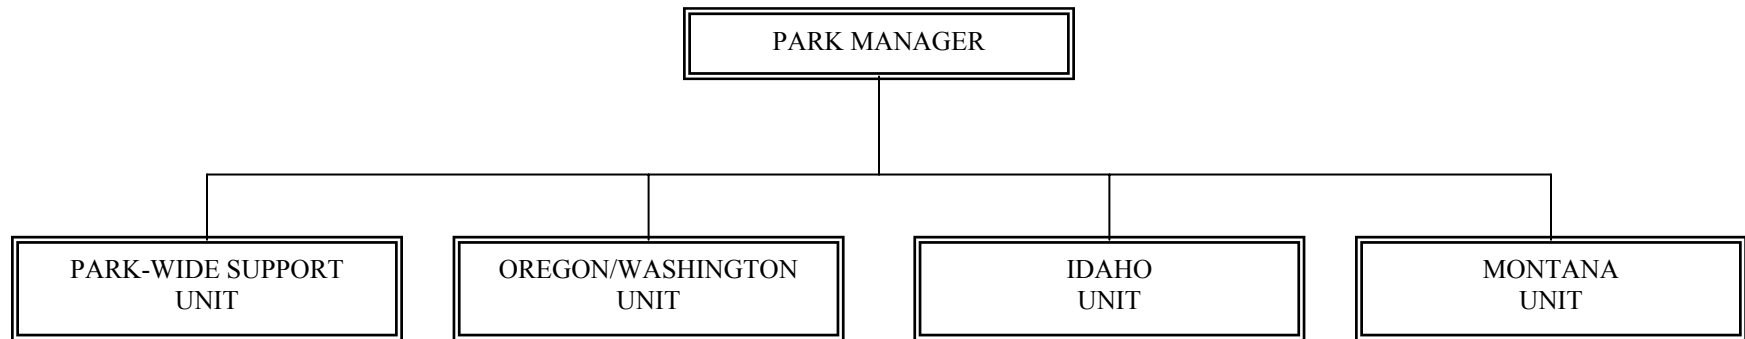 PARK MANAGER
PARK-WIDE SUPPORT
UNIT
OREGON/WASHINGTON
UNIT
IDAHO
UNIT
MONTANA
UNIT